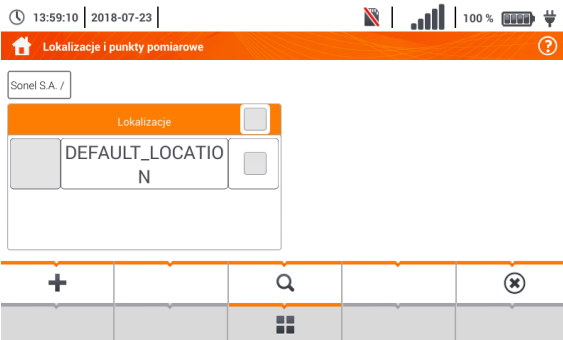 13:59:10 2018-07-23 100 %
Lokalizacje i punkty pomiarowe
Sonel S.A. /
Lokalizacje
DEFAULT_LOCATIO
N